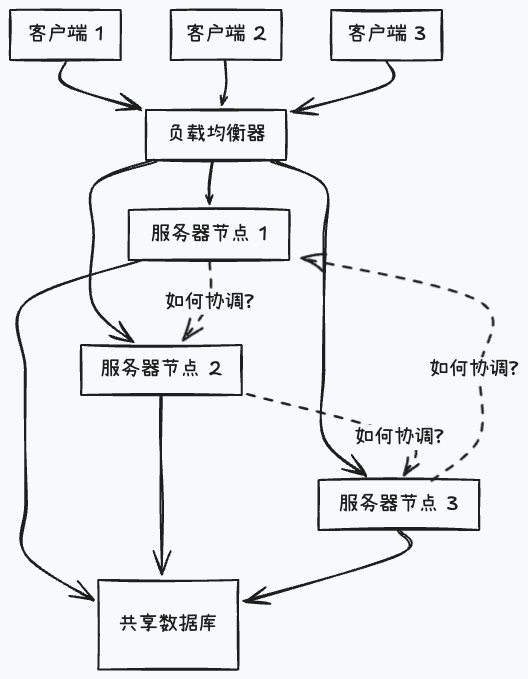 客户端 1
客户端 2
客户端 3
负载均衡器
服务器节点 1
如何协调?
服务器节点 2
如何协调?
如何协调?
服务器节点 3
共享数据库